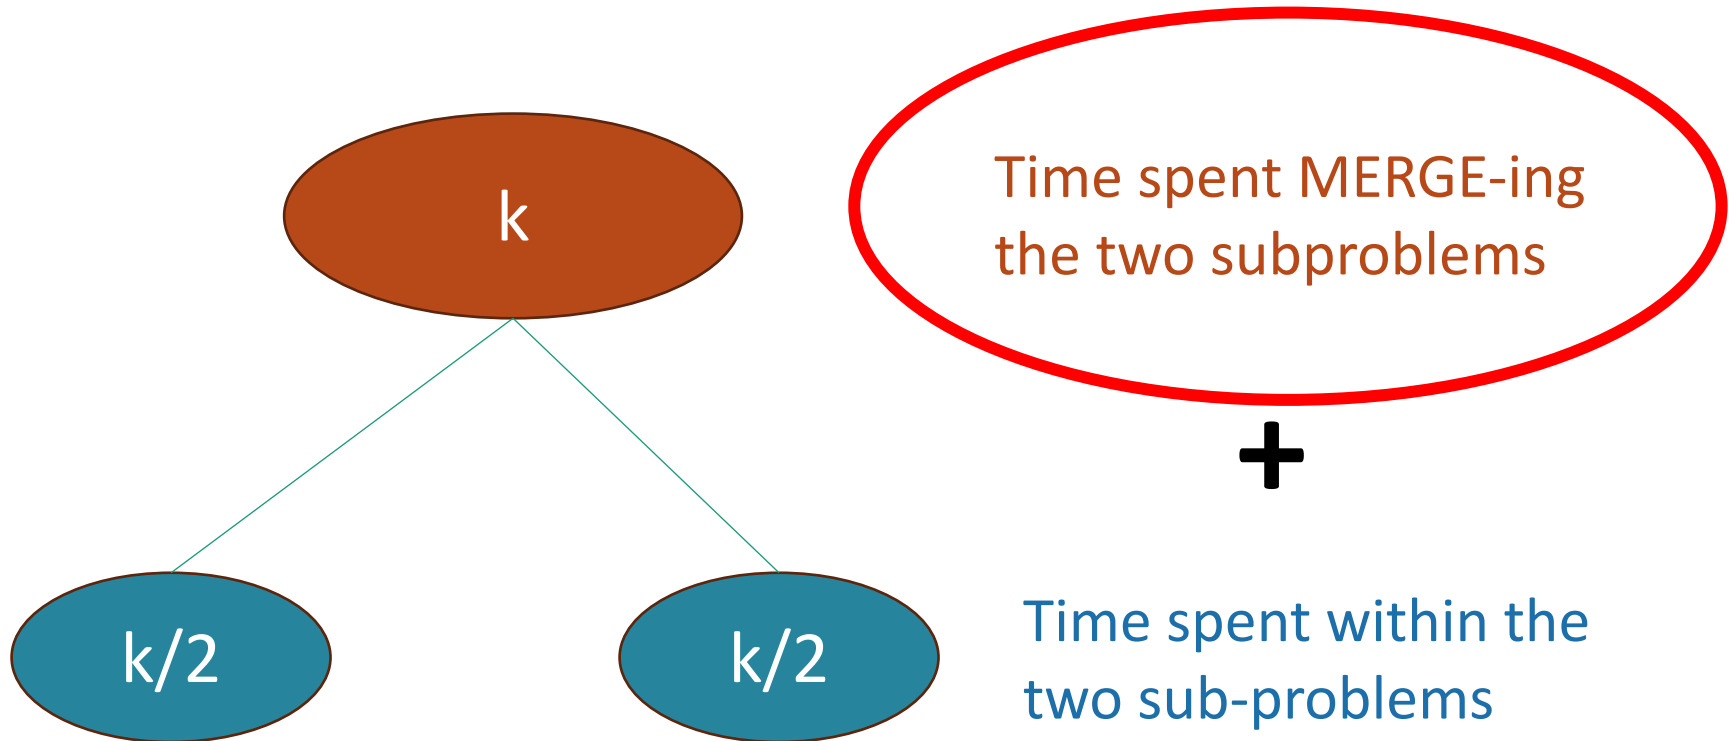 k
Time spent MERGE-ing
the two subproblems
+
k/2
k/2
Time spent within the
two sub-problems